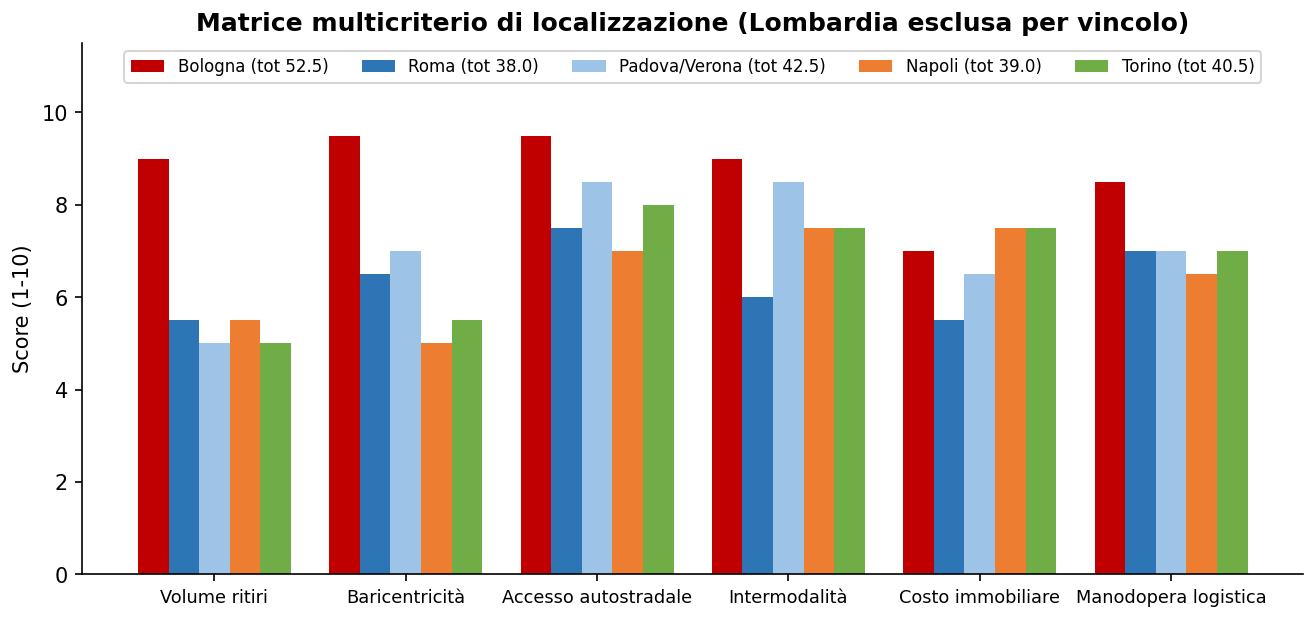 Matrice multicriterio di localizzazione (Lombardia esclusa per vincolo)
Bologna (tot 52.5) Roma (tot 38.0) Padova/Verona (tot 42.5) Napoli (tot 39.0) Torino (tot 40.5)
Score (1-10)
10
8
6
4
2
0
Volume ritiri Baricentricità Accesso autostradale Intermodalità Costo immobiliare Manodopera logistica